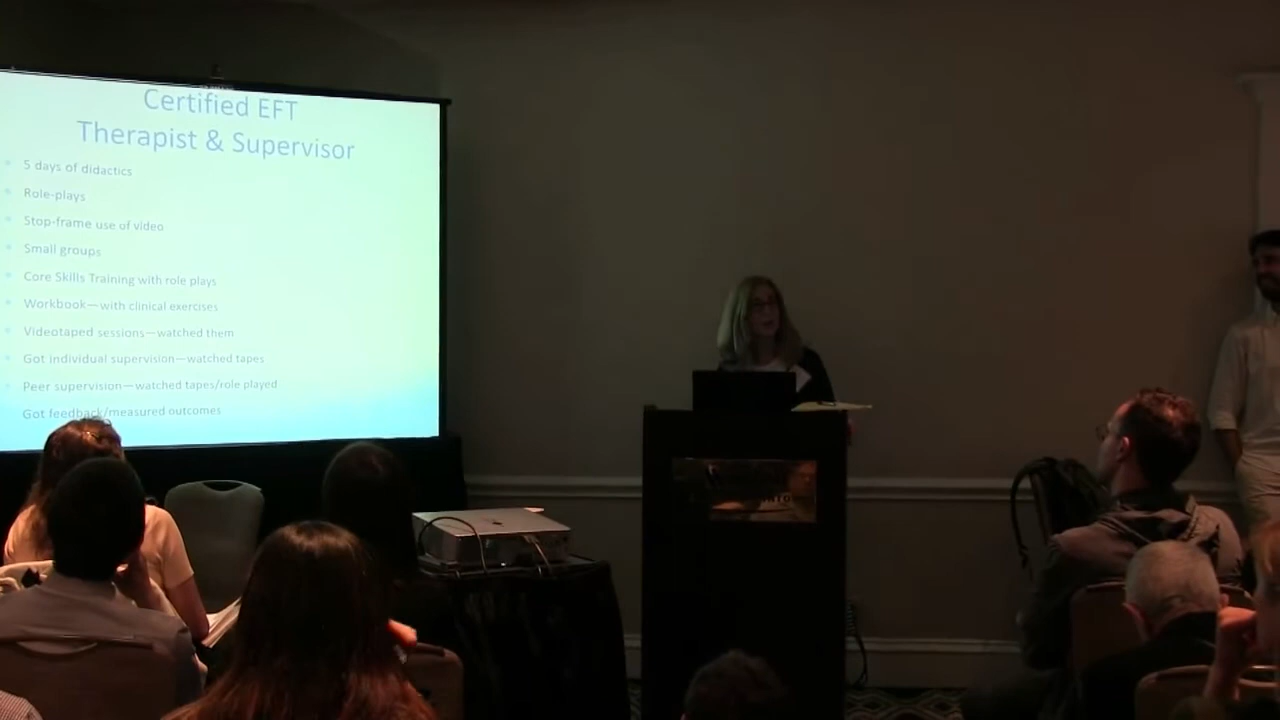 Certified EFT
Therapist & Supervisor
5 days of didactics
Role-plays
Stop-frame use of video
Small groups
Core Skills Training with role plays
Workbook—with clinical exercises
Videotaped sessions—watched them
Got individual supervision—watched tapes
Peer supervision—watched tapes/role played
Got feedback/measured outcomes